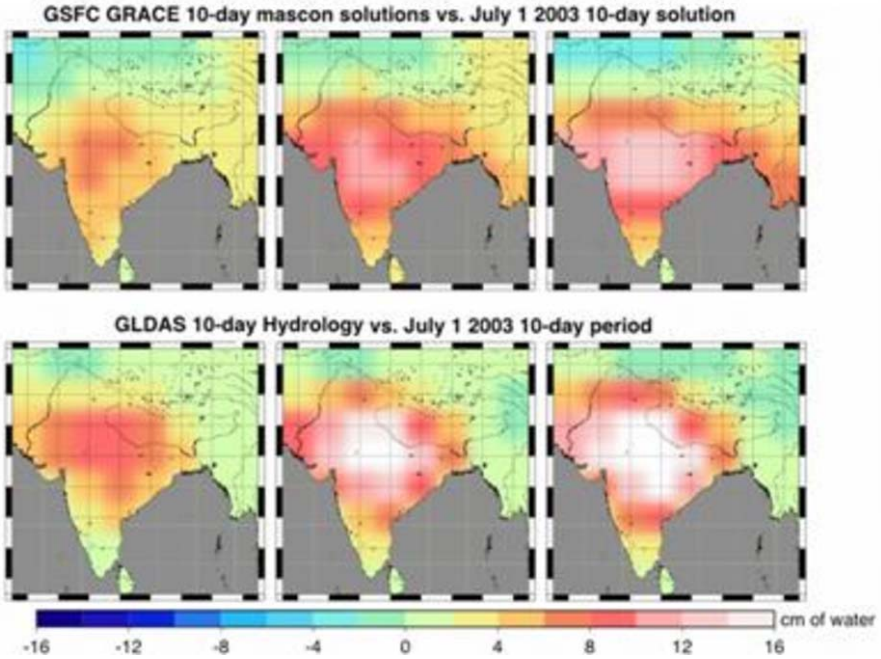 GSFC GRACE 10-day mascon solutions vs. July 1 2003 10-day solution
GLDAS 10-day Hydrology vs. July 1 2003 10-day period
cm of water
-16 -12 -8 -4 0 4 8 12 16